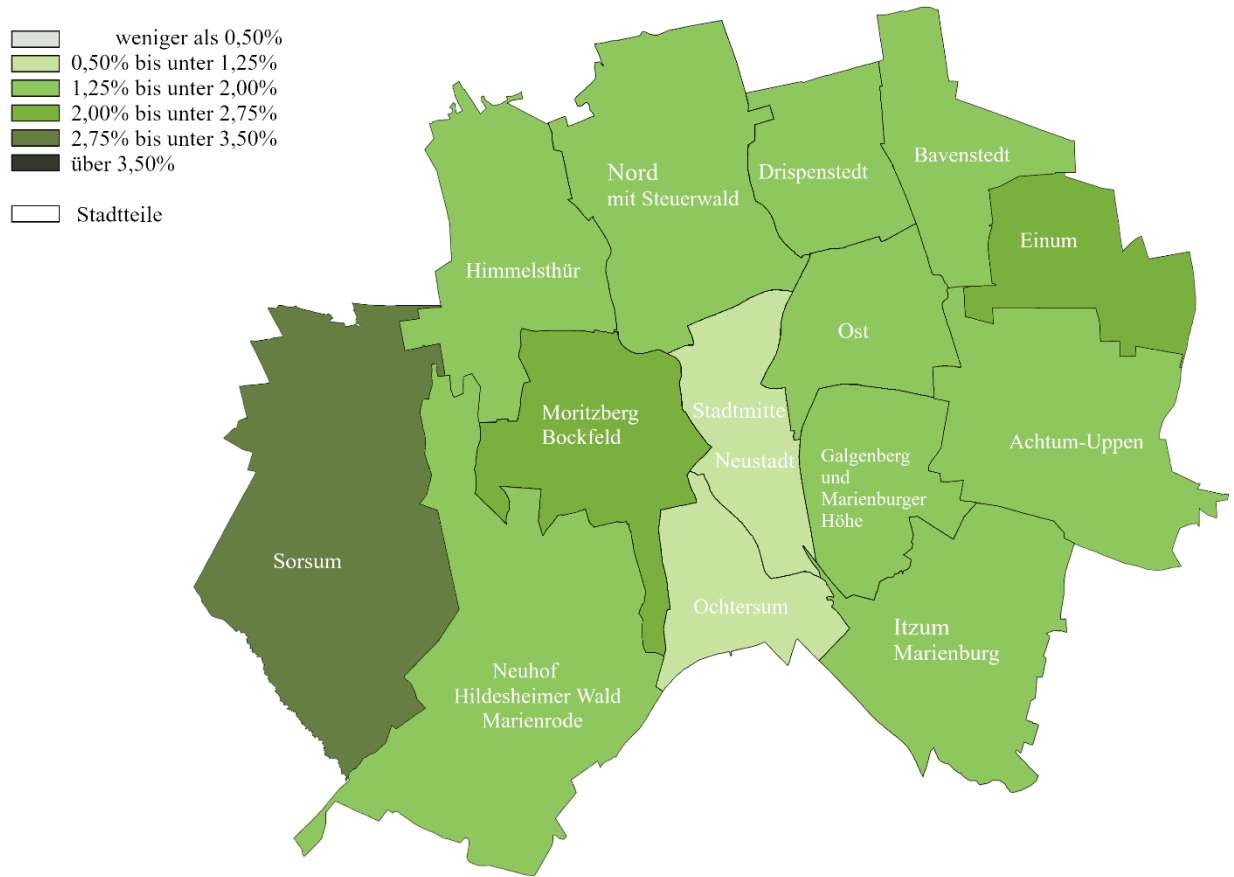 weniger als 0,50%
0,50% bis unter 1,25%
1,25% bis unter 2,00%
2,00% bis unter 2,75%
2,75% bis unter 3,50%
über 3,50%
Stadtteile
Nord
mit Steuerwald
Drispenstedt
Bavenstedt
Einum
Himmelsthür
Ost
Moritzberg
Bockfeld
Stadtmitte
Neustadt
Galgenberg
und
Marienburger
Höhe
Achtum-Uppen
Sorsum
Ochtersum
Itzum
Marienburg
Neuhof
Hildesheimer Wald
Marienrode